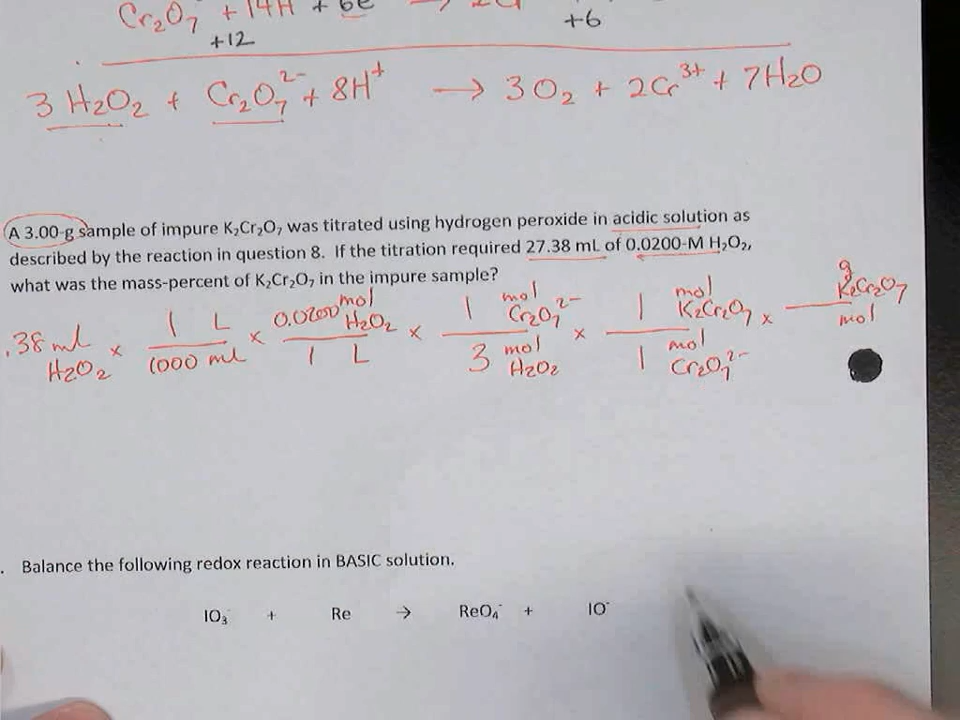 Cr₂O₇ + 14H + 6e
+12 +6
3 H₂O₂ + Cr₂O₇²⁻ + 8H⁺ → 3 O₂ + 2Cr³⁺ + 7H₂O
A 3.00-g sample of impure K₂Cr₂O₇ was titrated using hydrogen peroxide in acidic solution as
described by the reaction in question 8. If the titration required 27.38 mL of 0.0200-M H₂O₂,
what was the mass-percent of K₂Cr₂O₇ in the impure sample?
.38 ml H₂O₂ × 1 L / 1000 ml × 0.0200 mol H₂O₂ / 1 L × 1 mol Cr₂O₇²⁻ / 3 mol H₂O₂ × 1 mol K₂Cr₂O₇ / 1 mol Cr₂O₇²⁻ × g K₂Cr₂O₇ / mol
. Balance the following redox reaction in BASIC solution.
IO₃⁻ + Re → ReO₄⁻ + IO⁻